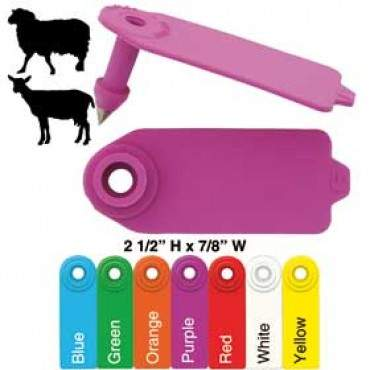 2 1/2” H x 7/8” W
Blue
Green
Orange
Purple
Red
White
Yellow